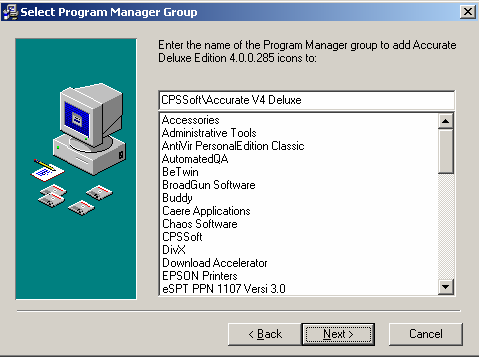 Select Program Manager Group
Enter the name of the Program Manager group to add Accurate
Deluxe Edition 4.0.0.285 icons to:
CPSSoft\Accurate V4 Deluxe
Accessories
Administrative Tools
AntiVir PersonalEdition Classic
AutomatedQA
BeTwin
BroadGun Software
Buddy
Caere Applications
Chaos Software
CPSSoft
DivX
Download Accelerator
EPSON Printers
eSPT PPN 1107 Versi 3.0
< Back
Next >
Cancel